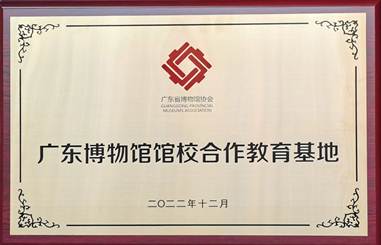 广东省博物馆协会
GUANGDONG PROVINCIAL
MUSEUMS ASSOCIATION
广东博物馆馆校合作教育基地
二〇二二年十二月